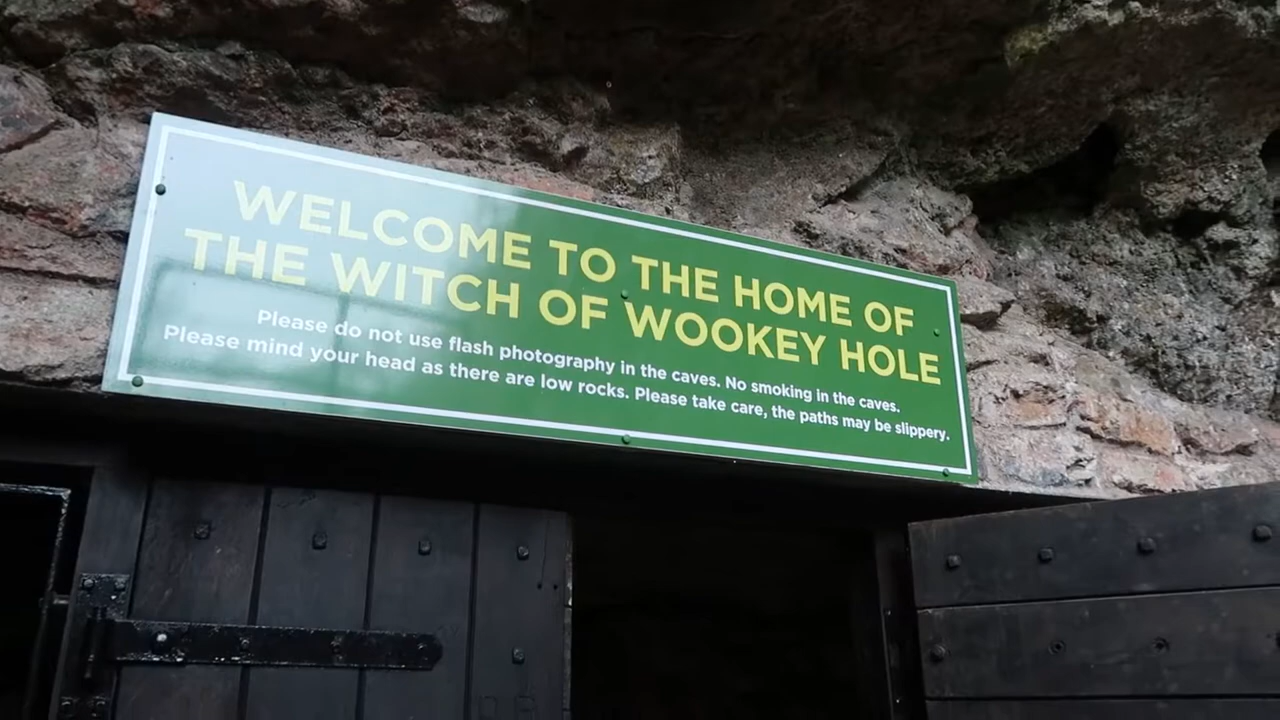 WELCOME TO THE HOME OF
THE WITCH OF WOOKEY HOLE
Please do not use flash photography in the caves. No smoking in the caves.
Please mind your head as there are low rocks. Please take care, the paths may be slippery.